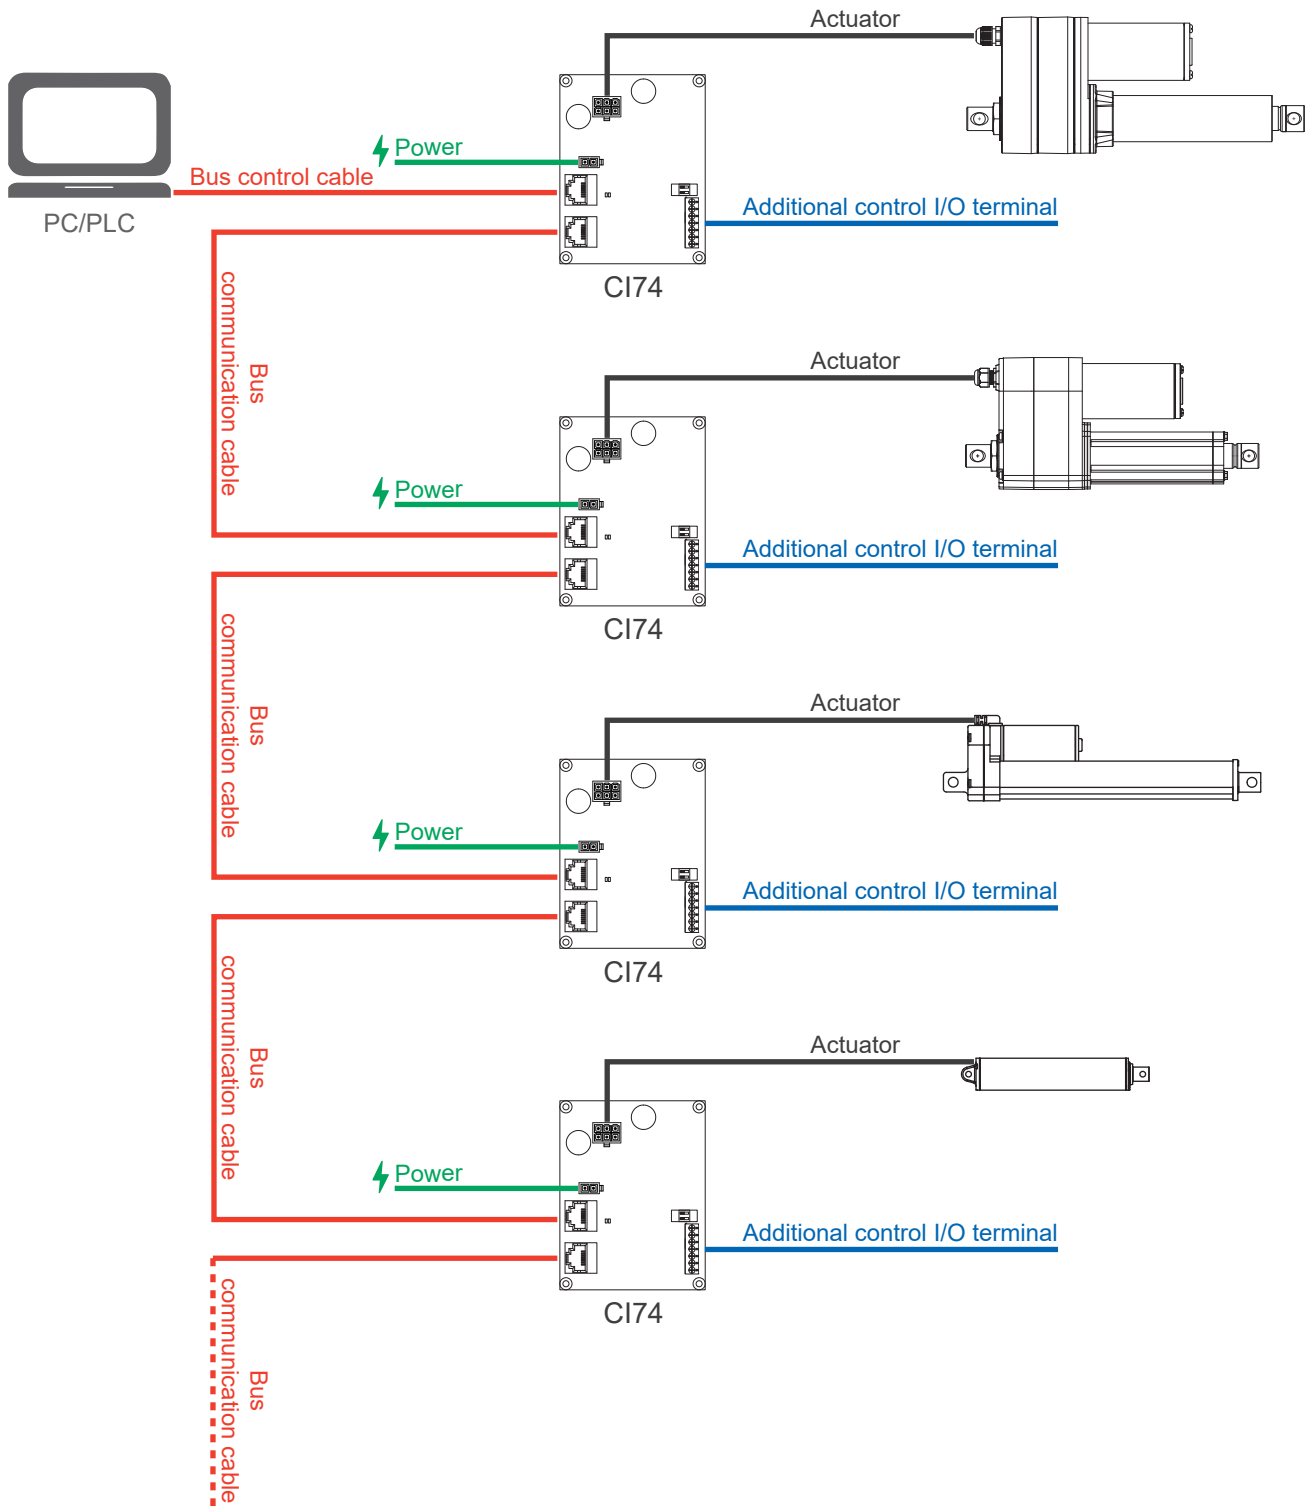 Actuator
Power
Bus control cable
PC/PLC
Additional control I/O terminal
CI74
Bus
communication cable
Actuator
Power
Additional control I/O terminal
CI74
Bus
communication cable
Actuator
Power
Additional control I/O terminal
CI74
Bus
communication cable
Actuator
Power
Additional control I/O terminal
CI74
Bus
communication cable